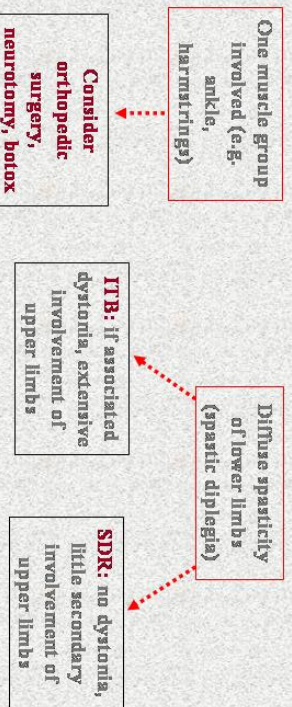 One muscle group
involved (e.g.
ankle,
harmstrings)
Consider
orthopedic
surgery,
neurotomy, botox
Diffuse spasticity
of lower limbs
(spastic diplegia)
ITB: if associated
dystonia, extensive
involvement of
upper limbs
SDR: no dystonia,
little secondary
involvement of
upper limbs